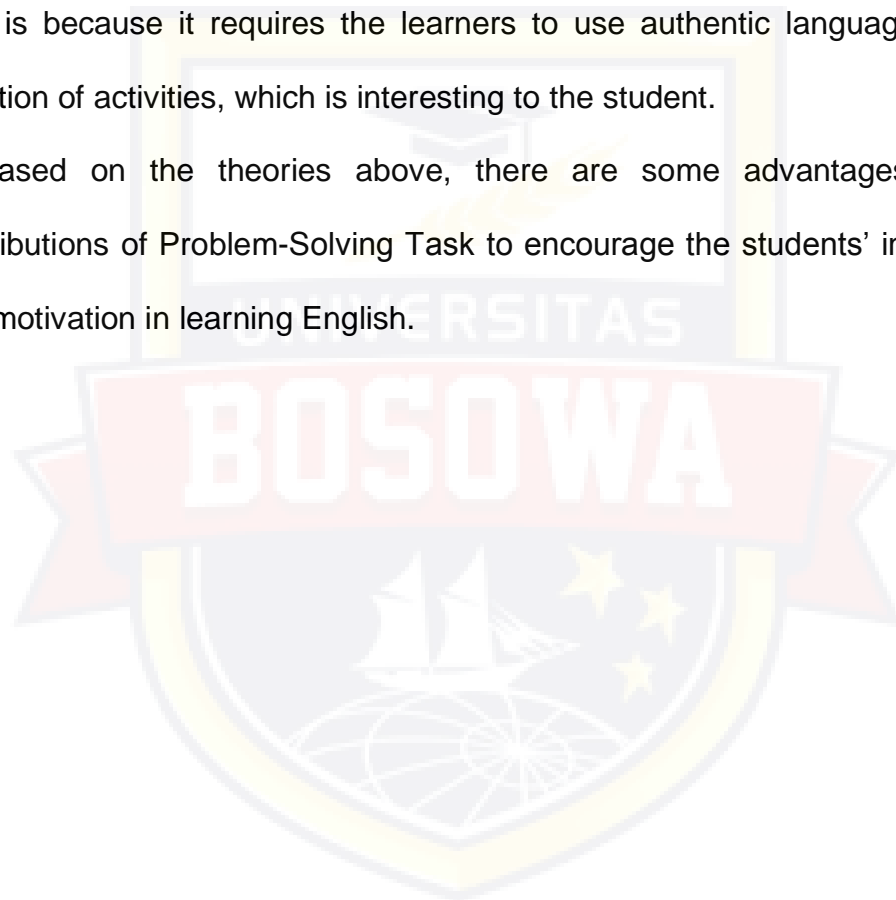 is because it requires the learners to use authentic languag
tion of activities, which is interesting to the student.
ased on the theories above, there are some advantages
ibutions of Problem-Solving Task to encourage the students' in
motivation in learning English.
UNIVERSITAS
BOSOWA